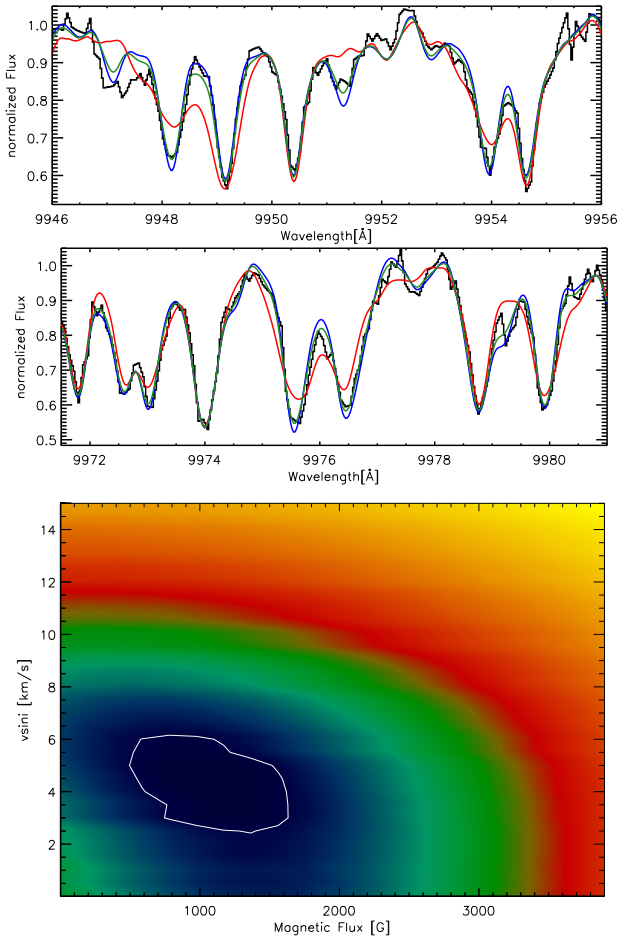 normalized Flux
1.0
0.9
0.8
0.7
0.6
9946 9948 9950 9952 9954 9956
Wavelength[Å]
normalized Flux
1.0
0.9
0.8
0.7
0.6
0.5
9972 9974 9976 9978 9980
Wavelength[Å]
vsini [km/s]
14
12
10
8
6
4
2
1000 2000 3000
Magnetic Flux [G]